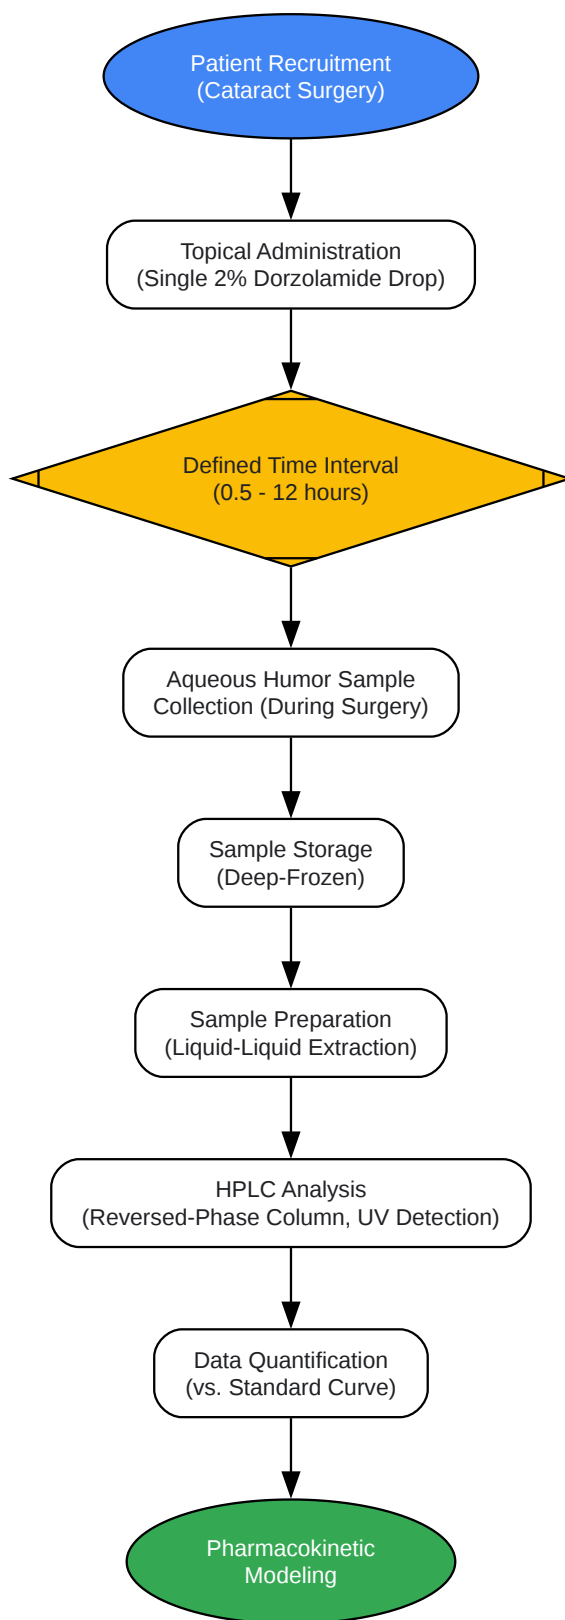 Patient Recruitment
(Cataract Surgery)
Topical Administration
(Single 2% Dorzolamide Drop)
Defined Time Interval
(0.5 - 12 hours)
Aqueous Humor Sample
Collection (During Surgery)
Sample Storage
(Deep-Frozen)
Sample Preparation
(Liquid-Liquid Extraction)
HPLC Analysis
(Reversed-Phase Column, UV Detection)
Data Quantification
(vs. Standard Curve)
Pharmacokinetic
Modeling